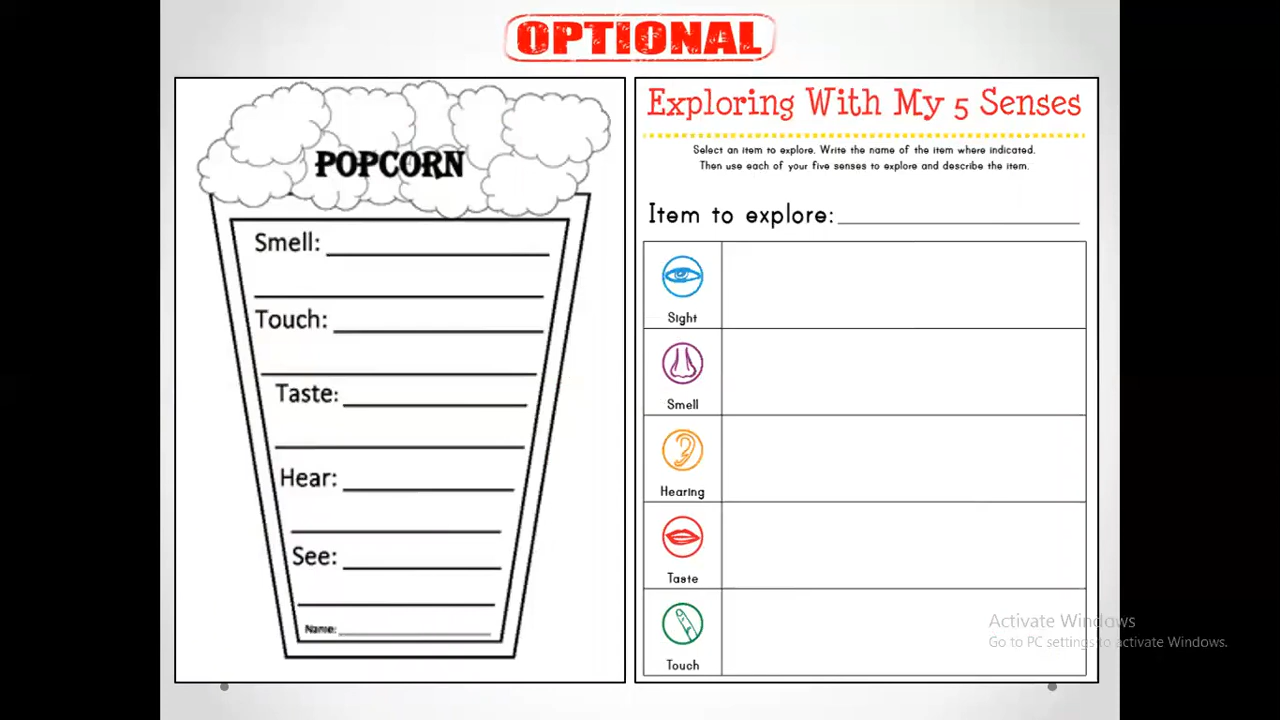 OPTIONAL
POPCORN
Smell:
Touch:
Taste:
Hear:
See:
Name:
Exploring With My 5 Senses
Select an item to explore. Write the name of the item where indicated.
Then use each of your five senses to explore and describe the item.
Item to explore:
Sight
Smell
Hearing
Taste
Touch
Activate Windows
Go to PC settings to activate Windows.